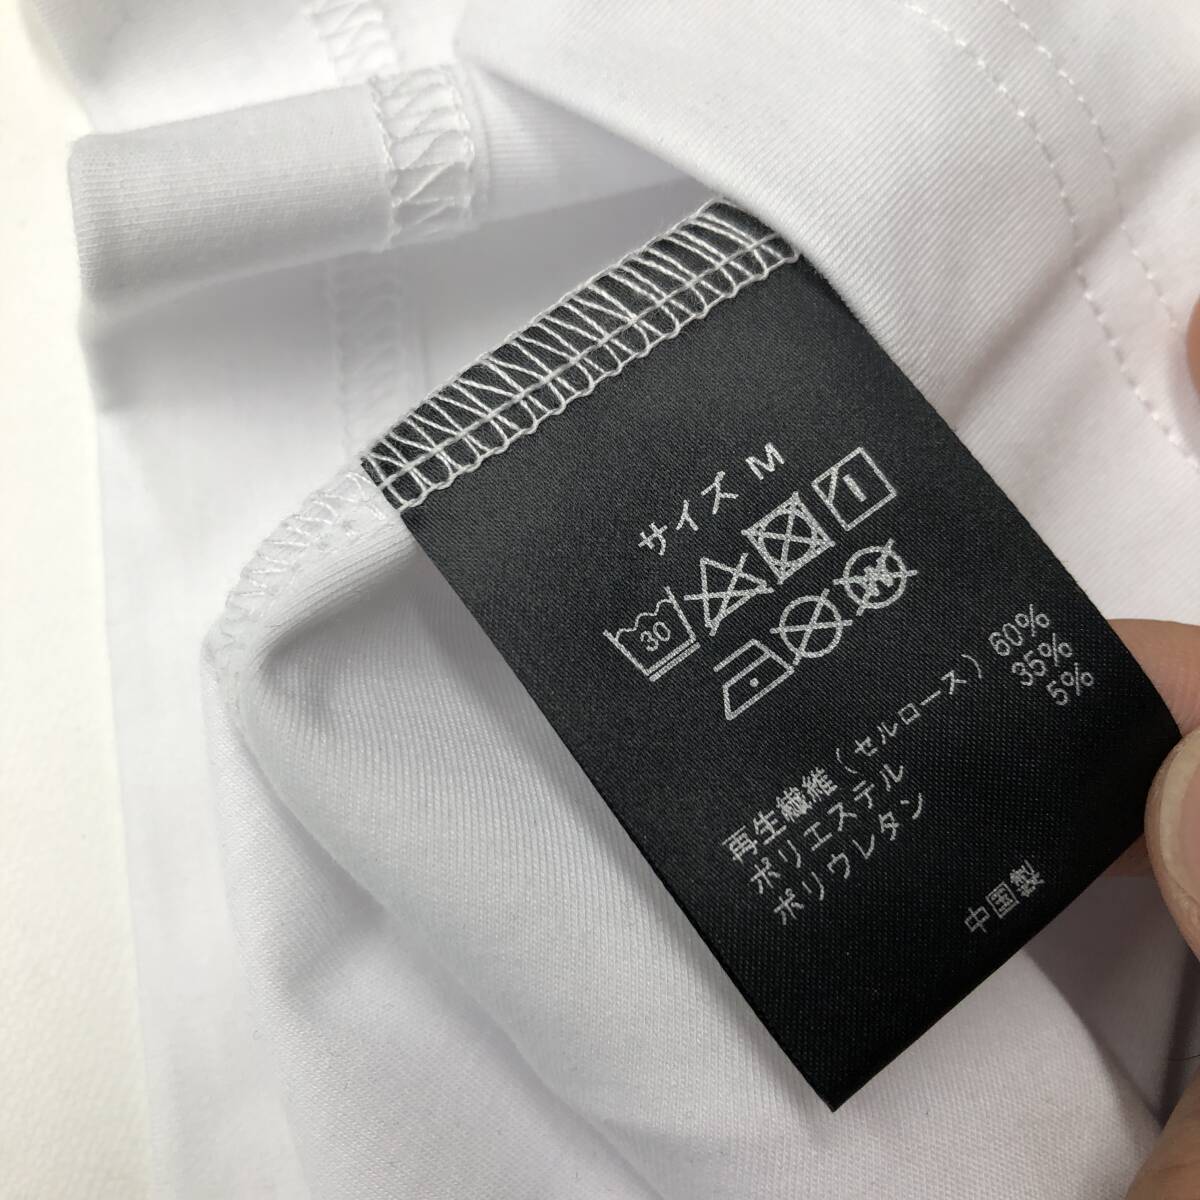 サイズ M
30
W
再生繊維(セルロース) 60%
ポリエステル 35%
ポリウレタン 5%
中国製